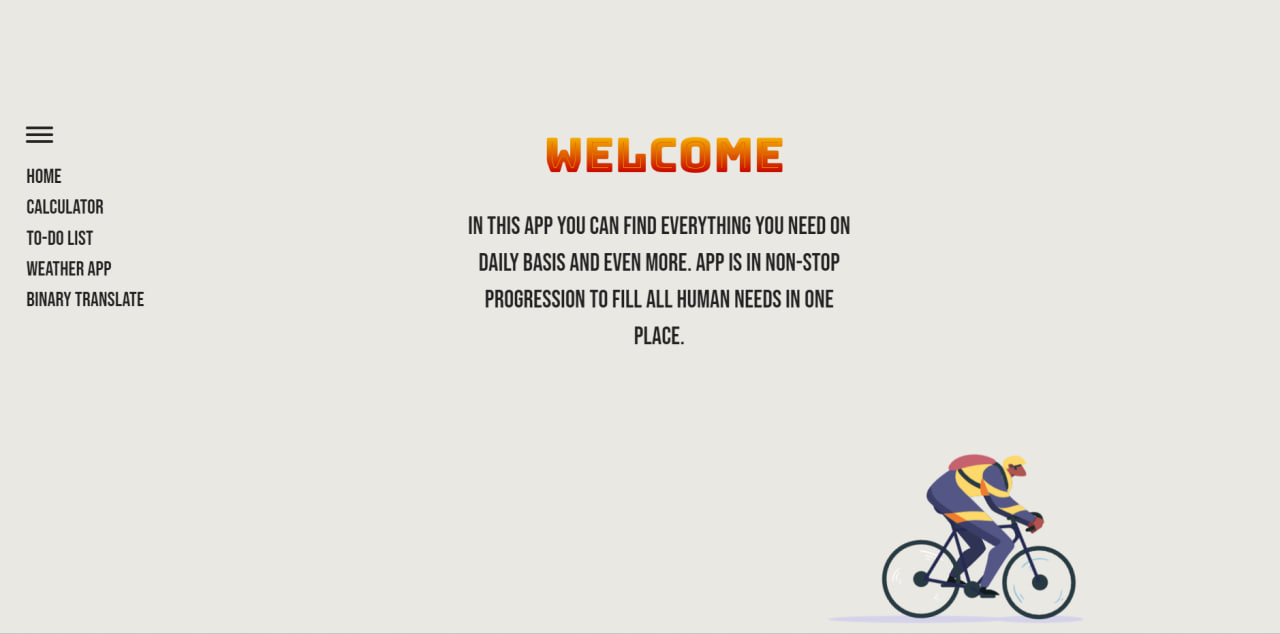 HOME
CALCULATOR
TO-DO LIST
WEATHER APP
BINARY TRANSLATE
WELCOME
IN THIS APP YOU CAN FIND EVERYTHING YOU NEED ON
DAILY BASIS AND EVEN MORE. APP IS IN NON-STOP
PROGRESSION TO FILL ALL HUMAN NEEDS IN ONE
PLACE.